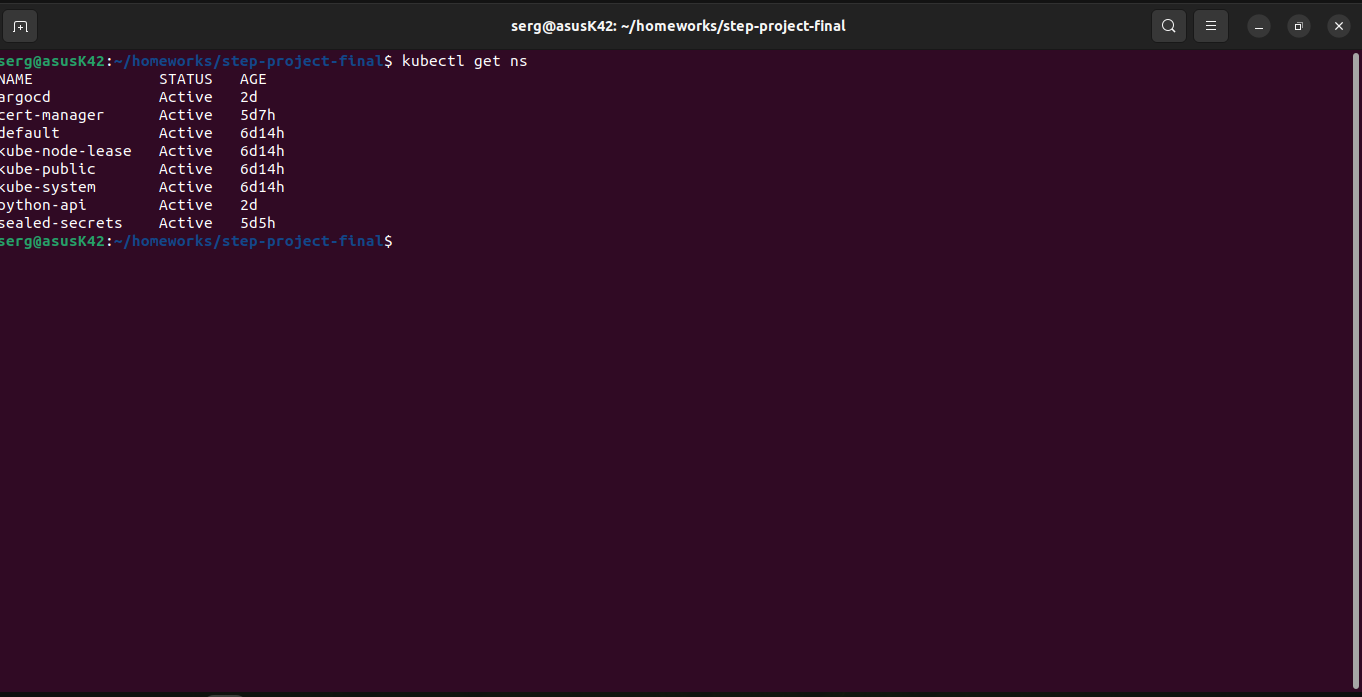 serg@asusK42: ~/homeworks/step-project-final
serg@asusK42:~/homeworks/step-project-final$ kubectl get ns
NAME              STATUS   AGE
argocd            Active   2d
cert-manager      Active   5d7h
default           Active   6d14h
kube-node-lease   Active   6d14h
kube-public       Active   6d14h
kube-system       Active   6d14h
python-api        Active   2d
sealed-secrets    Active   5d5h
serg@asusK42:~/homeworks/step-project-final$